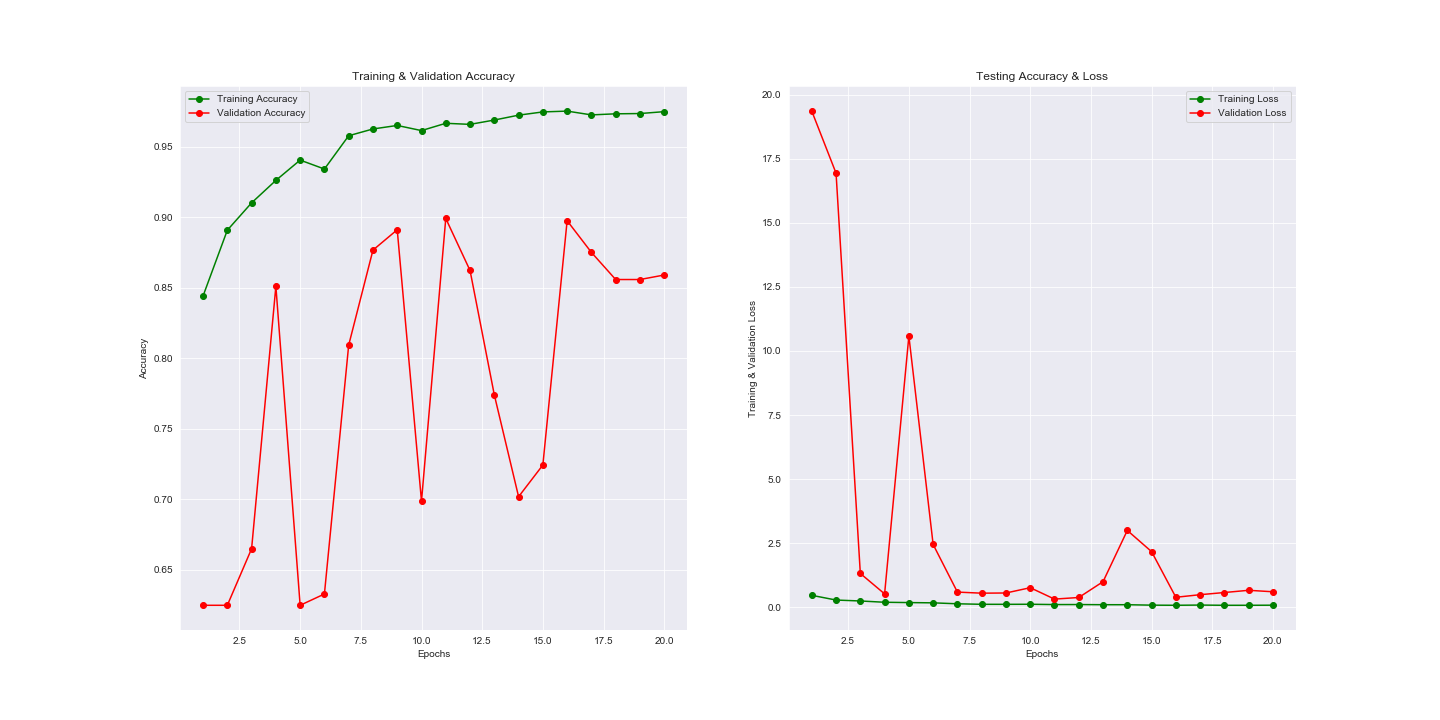 Training & Validation Accuracy
Training Accuracy
Validation Accuracy
0.95
0.90
0.85
0.80
0.75
0.70
0.65
Accuracy
2.5 5.0 7.5 10.0 12.5 15.0 17.5 20.0
Epochs
Testing Accuracy & Loss
Training Loss
Validation Loss
20.0
17.5
15.0
12.5
10.0
7.5
5.0
2.5
0.0
Training & Validation Loss
2.5 5.0 7.5 10.0 12.5 15.0 17.5 20.0
Epochs